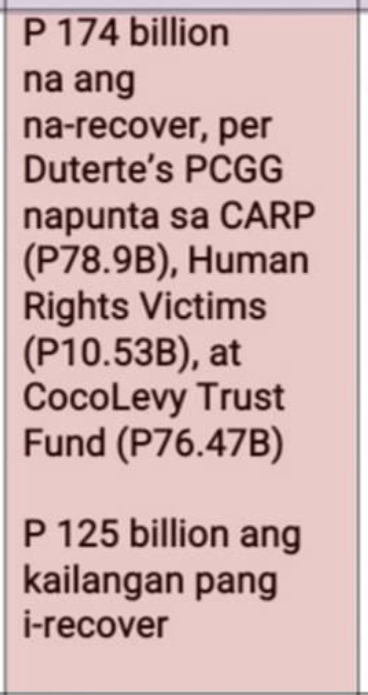 P 174 billion
na ang
na-recover, per
Duterte's PCGG
napunta sa CARP
(P78.9B), Human
Rights Victims
(P10.53B), at
CocoLevy Trust
Fund (P76.47B)
P 125 billion ang
kailangan pang
i-recover